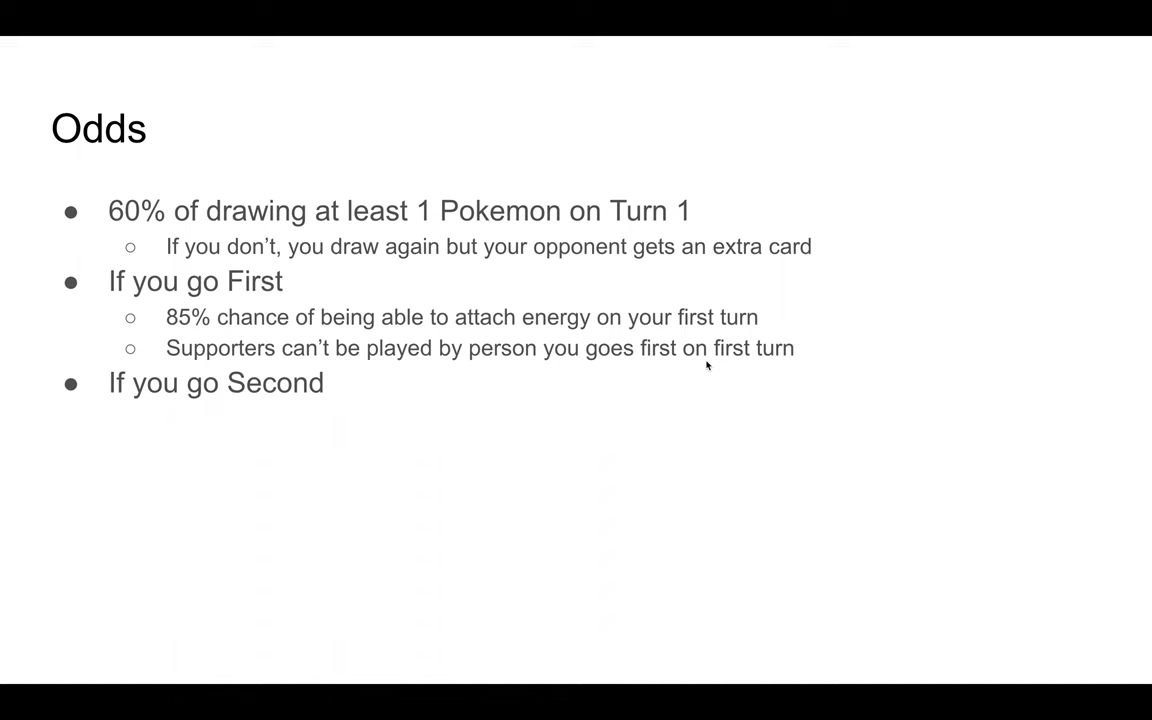 Odds
● 60% of drawing at least 1 Pokemon on Turn 1
○ If you don’t, you draw again but your opponent gets an extra card
● If you go First
○ 85% chance of being able to attach energy on your first turn
○ Supporters can’t be played by person you goes first on first turn
● If you go Second